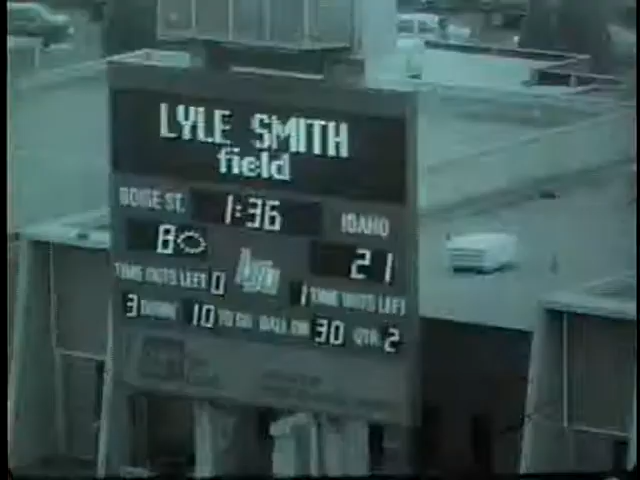 LYLE SMITH
field
BOISE ST. 1:36 IDAHO
8 21
TIME OUTS LEFT 0 1 TIME OUTS LEFT
3 DOWN 10 TO GO BALL ON 30 QTR 2